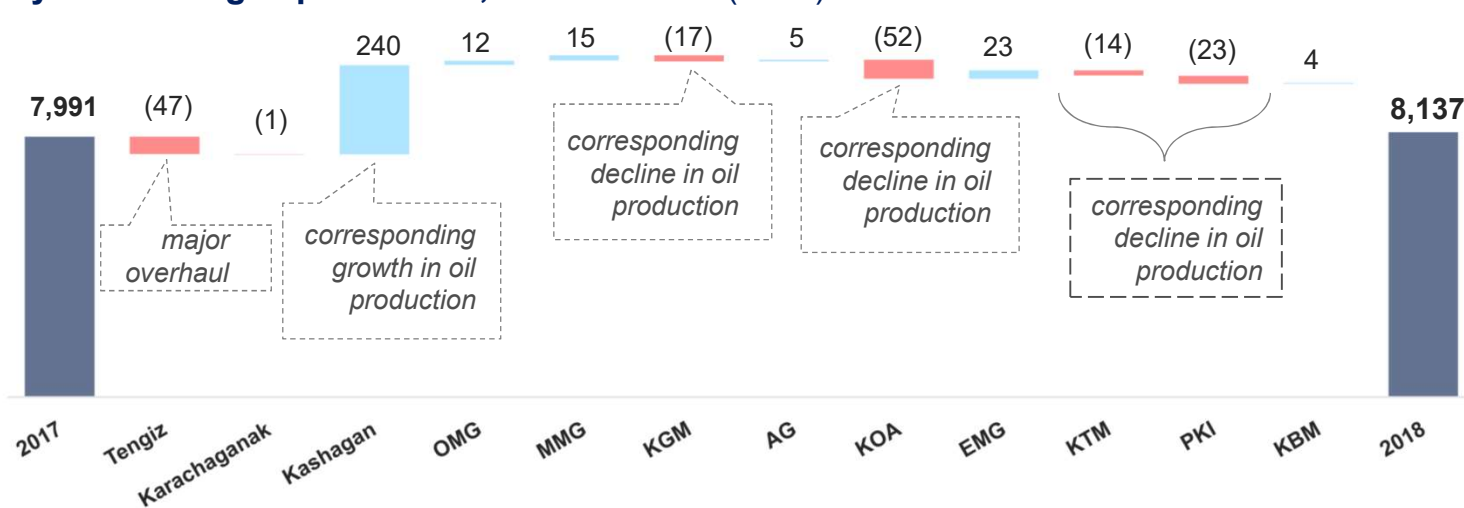 7,991
(47)
(1)
240
12
15
(17)
5
(52)
23
(14)
(23)
4
8,137
major
overhaul
corresponding
growth in oil
production
corresponding
decline in oil
production
corresponding
decline in oil
production
corresponding
decline in oil
production
2017
Tengiz
Karachaganak
Kashagan
OMG
MMG
KGM
AG
KOA
EMG
KTM
PKI
KBM
2018